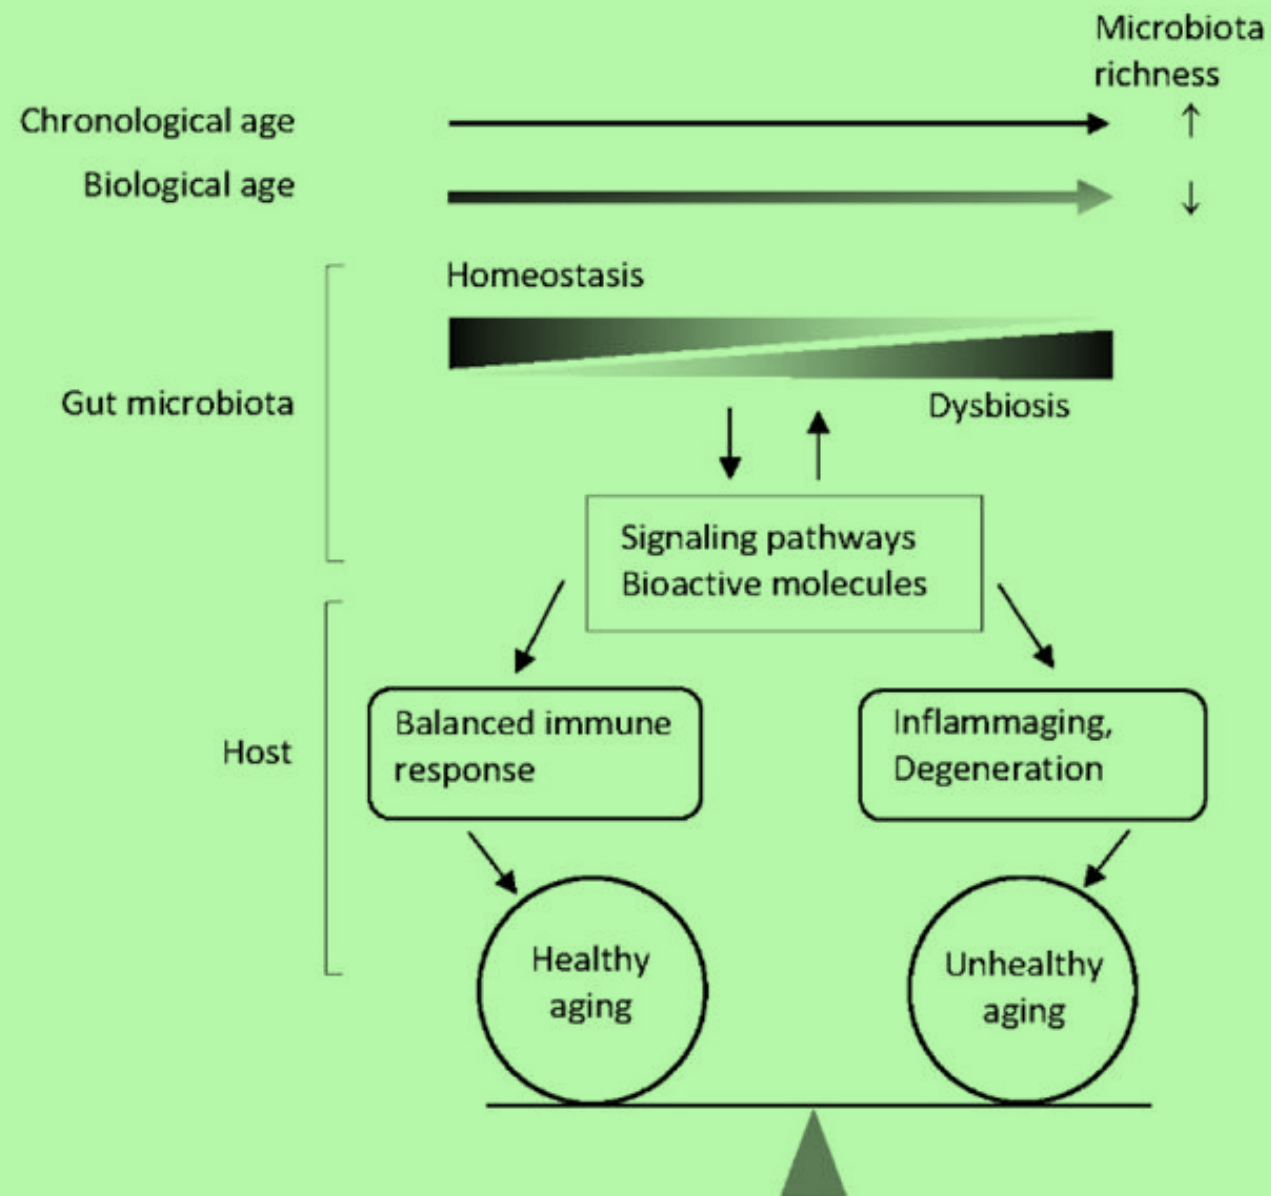 Microbiota
richness
Chronological age
↑
Biological age
↓
Homeostasis
Gut microbiota
Dysbiosis
Signaling pathways
Bioactive molecules
Host
Balanced immune
response
Inflammaging,
Degeneration
Healthy
aging
Unhealthy
aging